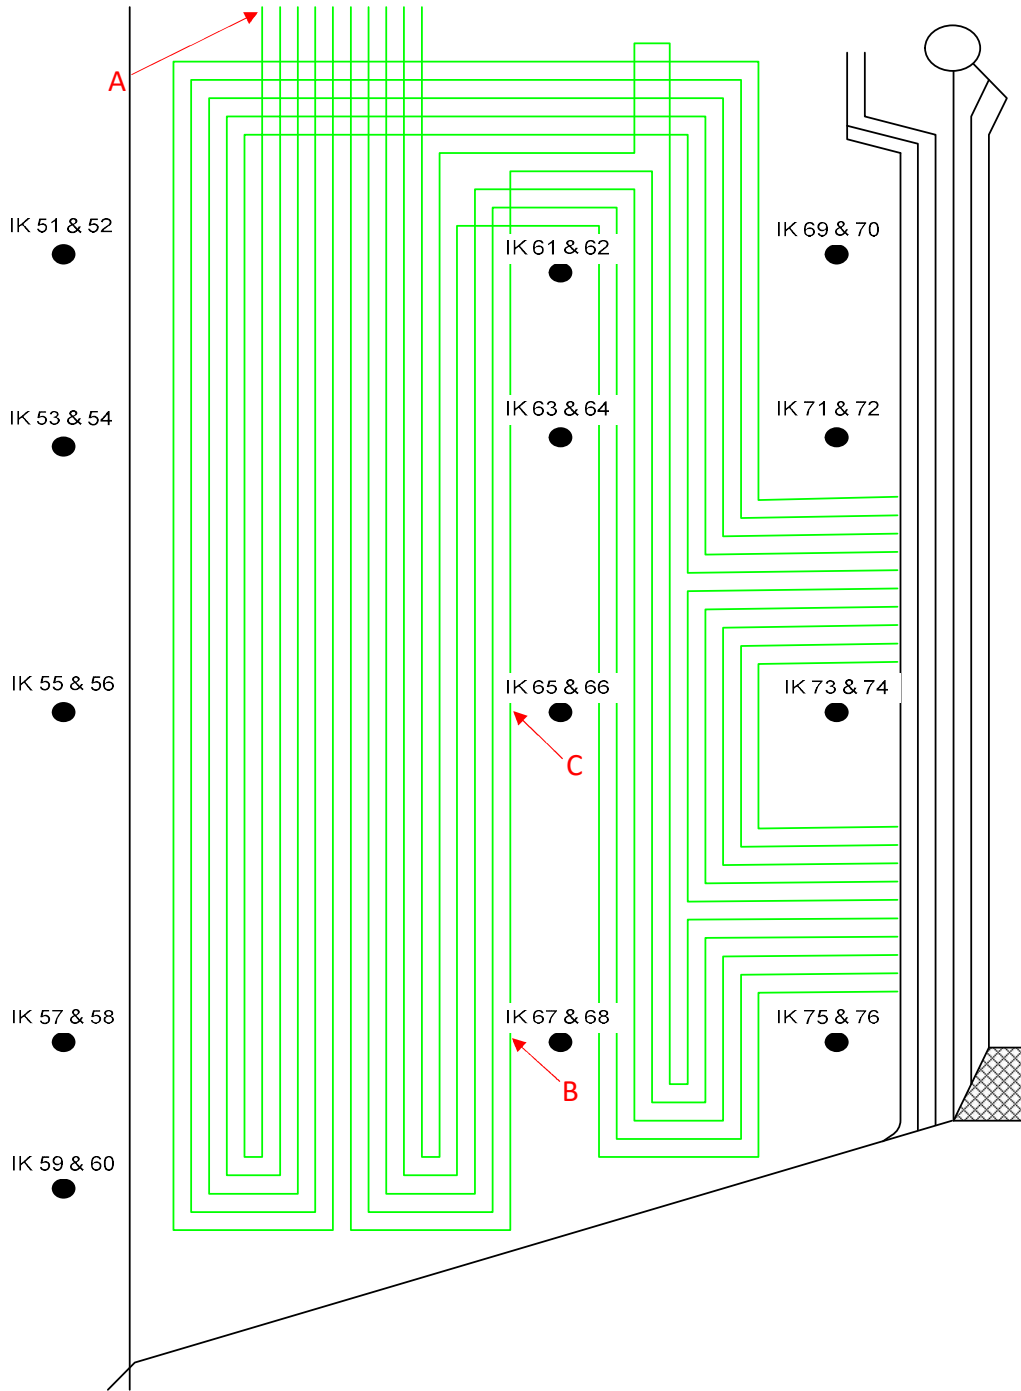 A
IK 51 & 52
IK 61 & 62
IK 69 & 70
IK 53 & 54
IK 63 & 64
IK 71 & 72
IK 55 & 56
IK 65 & 66
IK 73 & 74
C
IK 57 & 58
IK 67 & 68
IK 75 & 76
B
IK 59 & 60